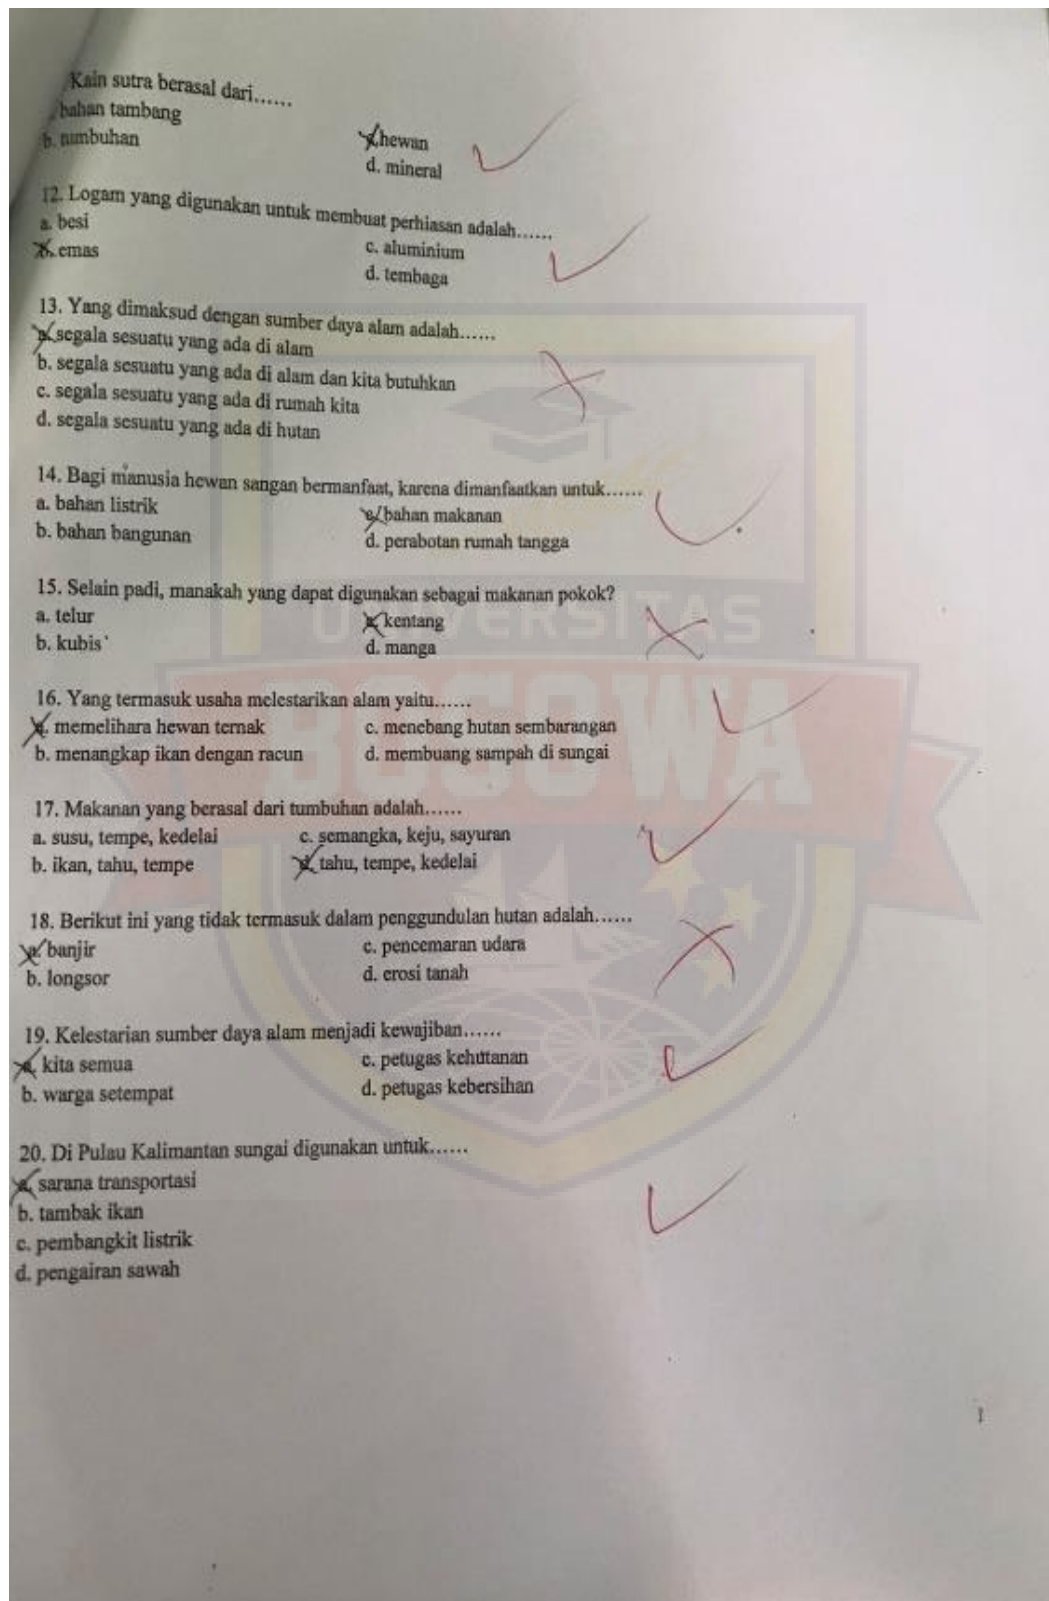 Kain sutra berasal dari......
bahan tambang
b. tumbuhan
hewan
d. mineral
12. Logam yang digunakan untuk membuat perhiasan adalah......
a. besi
b. emas
c. aluminium
d. tembaga
13. Yang dimaksud dengan sumber daya alam adalah......
a. segala sesuatu yang ada di alam
b. segala sesuatu yang ada di alam dan kita butuhkan
c. segala sesuatu yang ada di rumah kita
d. segala sesuatu yang ada di hutan
14. Bagi manusia hewan sangan bermanfaat, karena dimanfaatkan untuk......
a. bahan listrik
b. bahan bangunan
c. bahan makanan
d. perabotan rumah tangga
15. Selain padi, manakah yang dapat digunakan sebagai makanan pokok?
a. telur
b. kubis
c. kentang
d. manga
16. Yang termasuk usaha melestarikan alam yaitu......
a. memelihara hewan ternak
b. menangkap ikan dengan racun
c. menebang hutan sembarangan
d. membuang sampah di sungai
17. Makanan yang berasal dari tumbuhan adalah......
a. susu, tempe, kedelai
b. ikan, tahu, tempe
c. semangka, keju, sayuran
d. tahu, tempe, kedelai
18. Berikut ini yang tidak termasuk dalam penggundulan hutan adalah......
a. banjir
b. longsor
c. pencemaran udara
d. erosi tanah
19. Kelestarian sumber daya alam menjadi kewajiban......
a. kita semua
b. warga setempat
c. petugas kehutanan
d. petugas kebersihan
20. Di Pulau Kalimantan sungai digunakan untuk......
a. sarana transportasi
b. tambak ikan
c. pembangkit listrik
d. pengairan sawah
UNIVERSITAS
BOSOWA